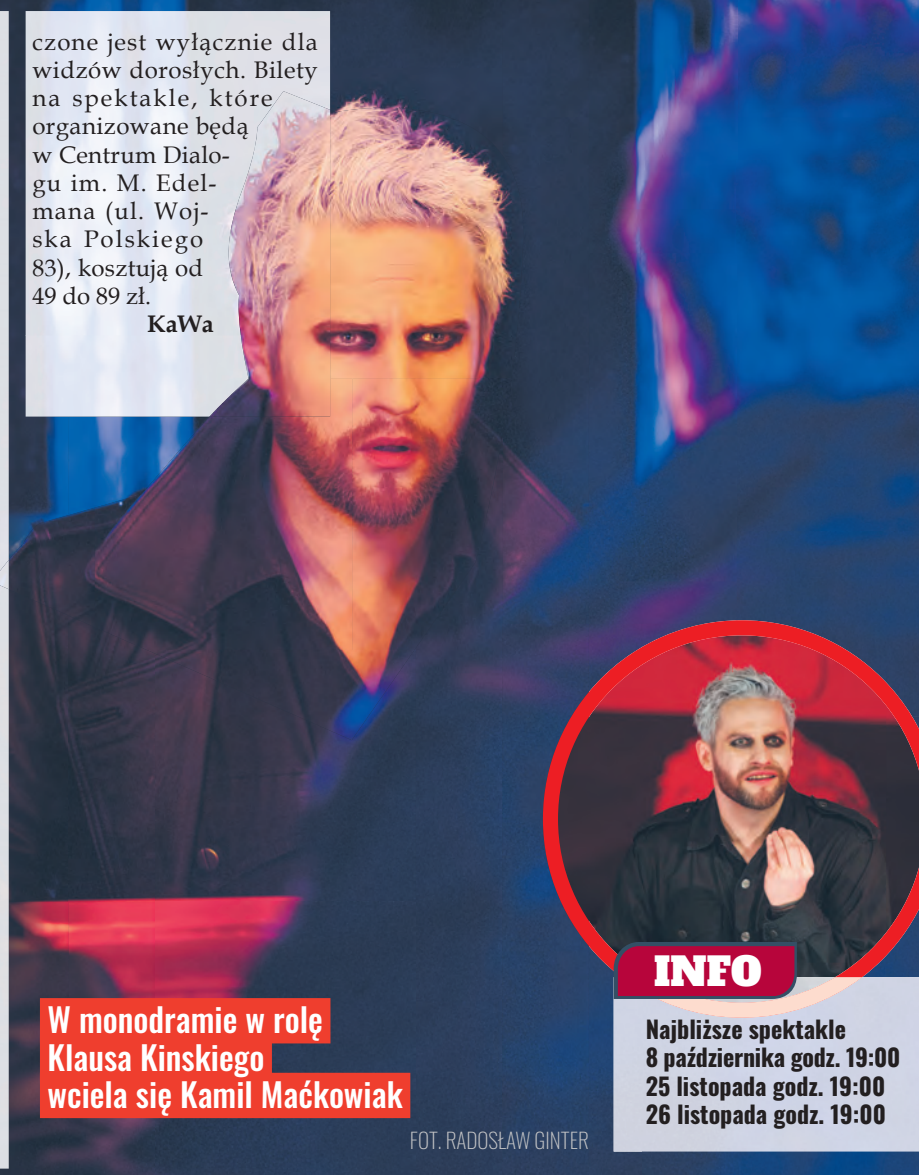 czone jest wyłącznie dla
widzów dorosłych. Bilety
na spektakle, które
organizowane będą
w Centrum Dialo-
gu im. M. Edel-
mana (ul. Woj-
ska Polskiego
83), kosztują od
49 do 89 zł.
KaWa
W monodramie w rolę
Klausa Kinskiego
wciela się Kamil Maćkowiak
FOT. RADOSŁAW GINTER
INFO
Najbliższe spektakle
8 października godz. 19:00
25 listopada godz. 19:00
26 listopada godz. 19:00